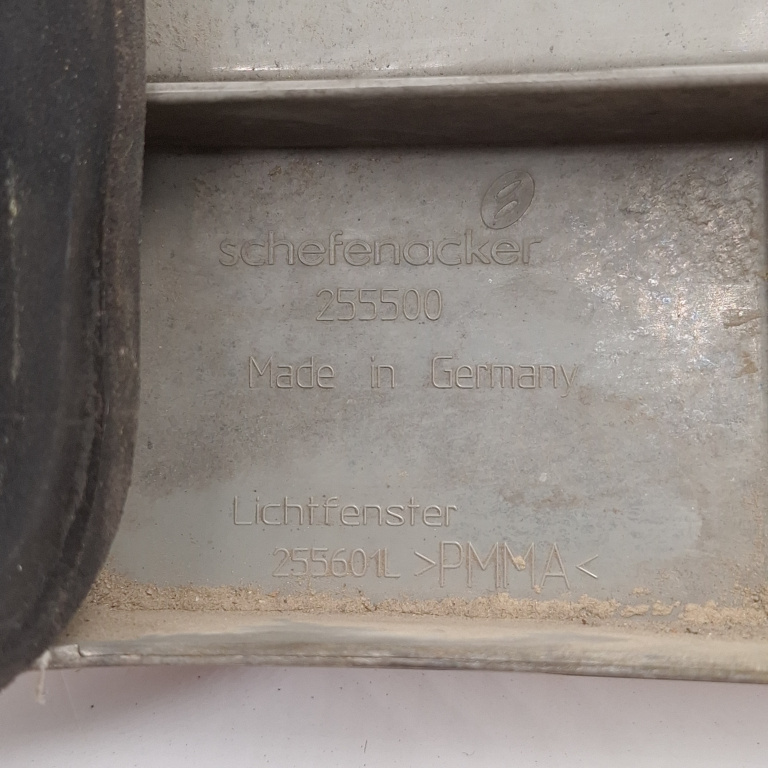 schefenacker
255500
Made in Germany
Lichtfenster
255601L >PMMA<